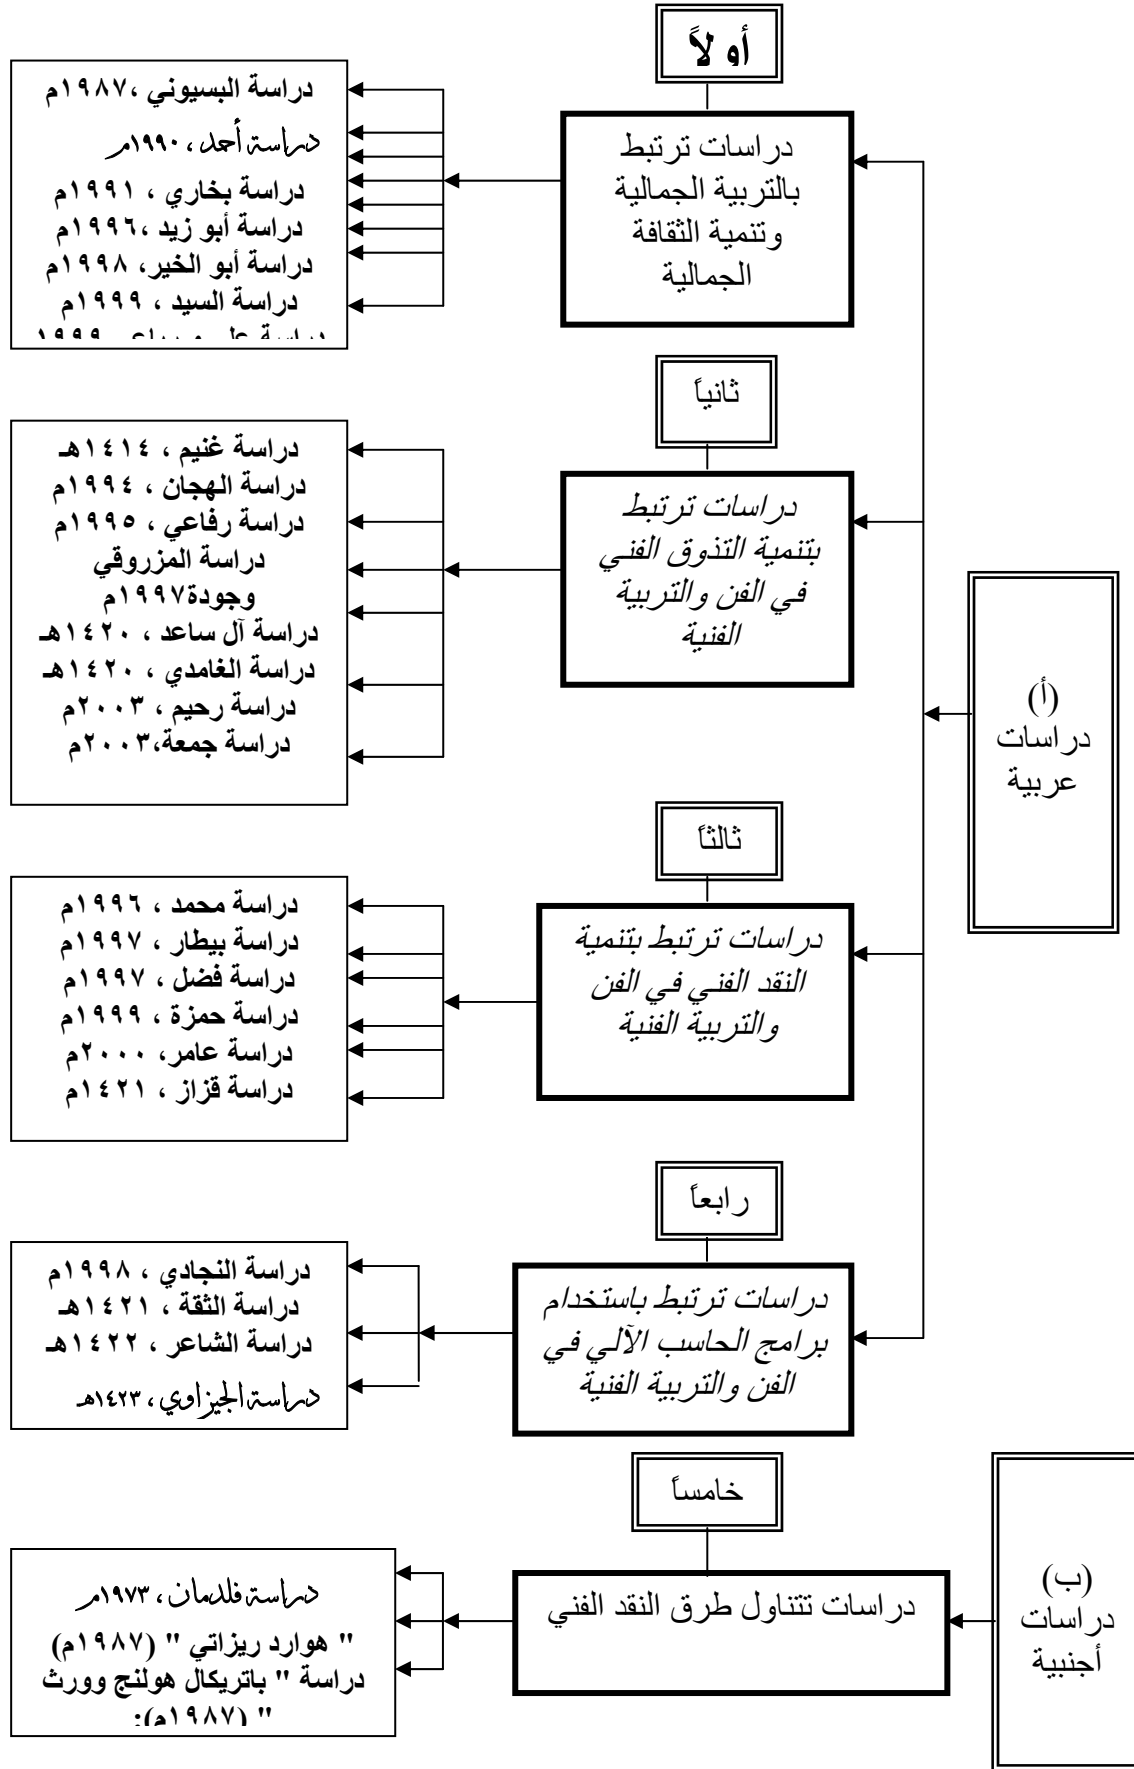 (أ)
دراسات
عربية
أولاً
دراسات ترتبط
بالتربية الجمالية
وتنمية الثقافة
الجمالية
دراسة البسيوني ،١٩٨٧م
دراسة أحمد ، ١٩٩٠م
دراسة بخاري ، ١٩٩١م
دراسة أبو زيد ،١٩٩٦م
دراسة أبو الخير، ١٩٩٨م
دراسة السيد ، ١٩٩٩م
دراسة علي ١٩٩٩
ثانياً
دراسات ترتبط
بتنمية التذوق الفني
في الفن والتربية
الفنية
دراسة غنيم ، ١٤١٤هـ
دراسة الهجان ، ١٩٩٤م
دراسة رفاعي ، ١٩٩٥م
دراسة المزروقي
وجودة١٩٩٧م
دراسة آل ساعد ، ١٤٢٠هـ
دراسة الغامدي ، ١٤٢٠هـ
دراسة رحيم ، ٢٠٠٣م
دراسة جمعة،٢٠٠٣م
ثالثاً
دراسات ترتبط بتنمية
النقد الفني في الفن
والتربية الفنية
دراسة محمد ، ١٩٩٦م
دراسة بيطار ، ١٩٩٧م
دراسة فضل ، ١٩٩٧م
دراسة حمزة ، ١٩٩٩م
دراسة عامر، ٢٠٠٠م
دراسة قزاز ، ١٤٢١م
رابعاً
دراسات ترتبط باستخدام
برامج الحاسب الآلي في
الفن والتربية الفنية
دراسة النجادي ، ١٩٩٨م
دراسة الثقة ، ١٤٢١هـ
دراسة الشاعر ، ١٤٢٢هـ
دراسة الجيزاوي ، ١٤٢٣هـ
(ب)
دراسات
أجنبية
خامساً
دراسات تتناول طرق النقد الفني
دراسة فلدمان ، ١٩٧٣م
" هوارد ريزاتي " (١٩٨٧م)
دراسة " باتريكال هولنج وورث
" (١٩٨٧م):